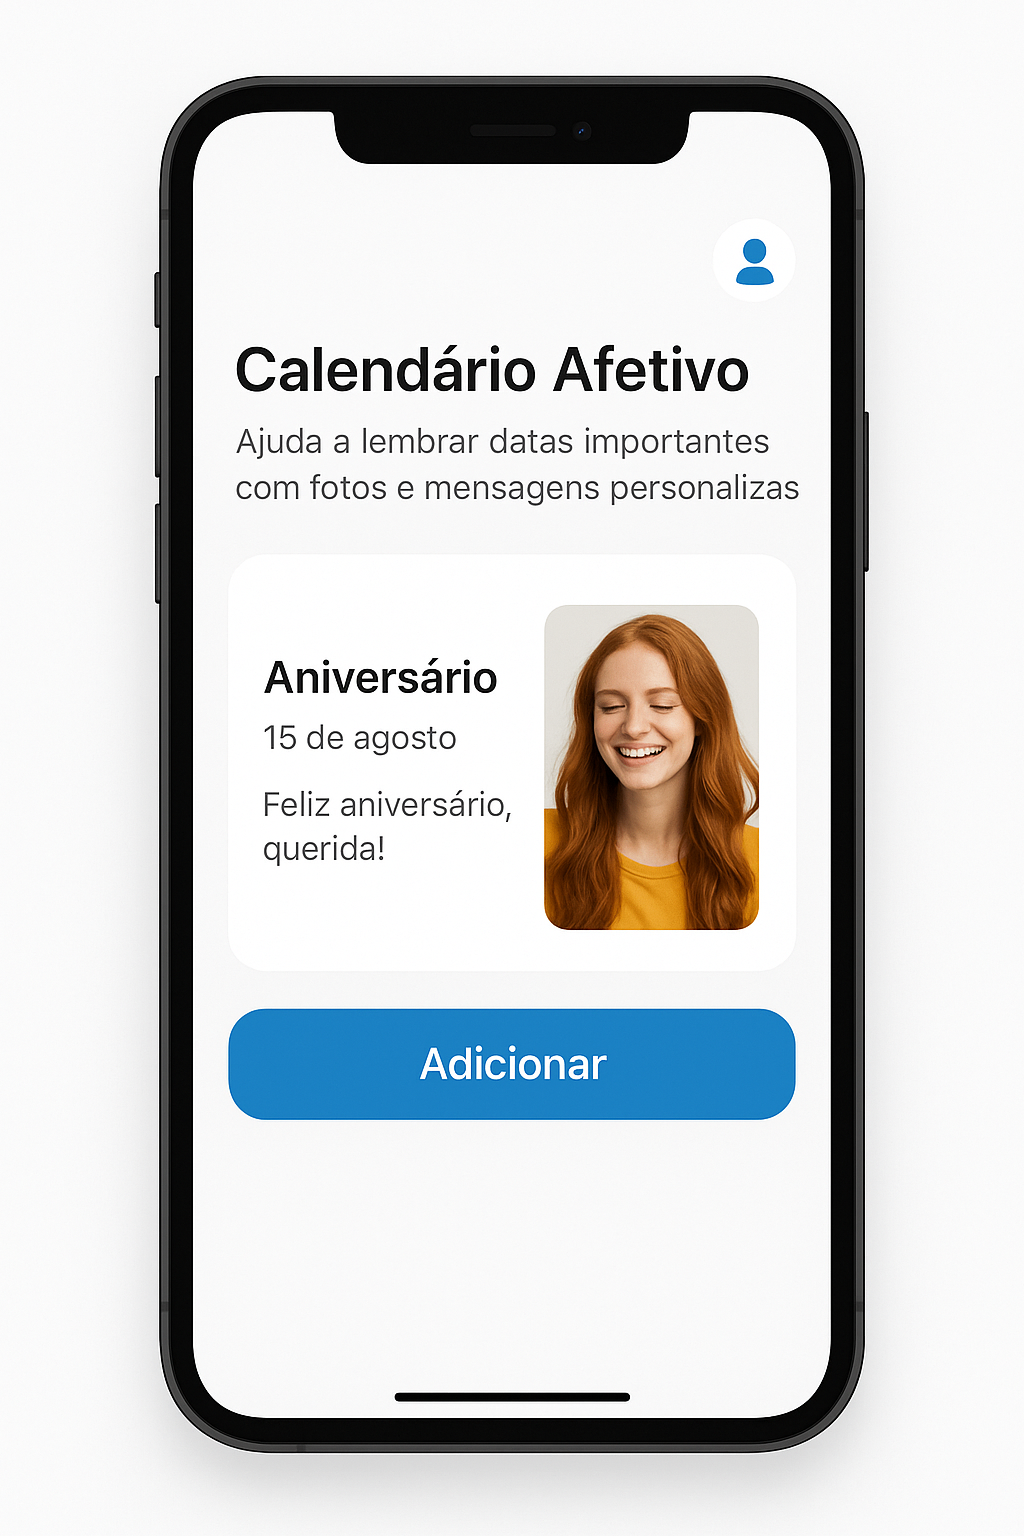 Calendário Afetivo
Ajuda a lembrar datas importantes
com fotos e mensagens personalizas
Aniversário
15 de agosto
Feliz aniversário,
querida!
Adicionar